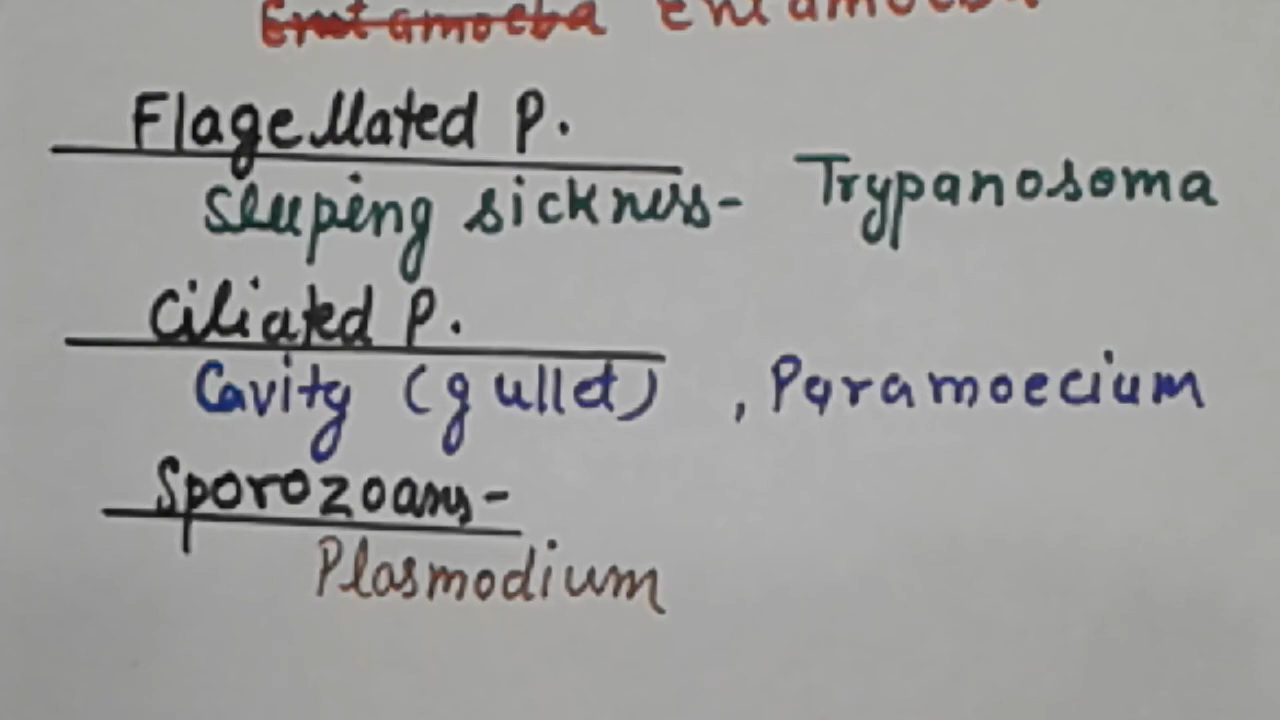 Entamoeba
Flagellated P.
Sleeping sickness- Trypanosoma
Ciliated P.
Cavity (gullet) , Paramoecium
Sporozoans-
Plasmodium